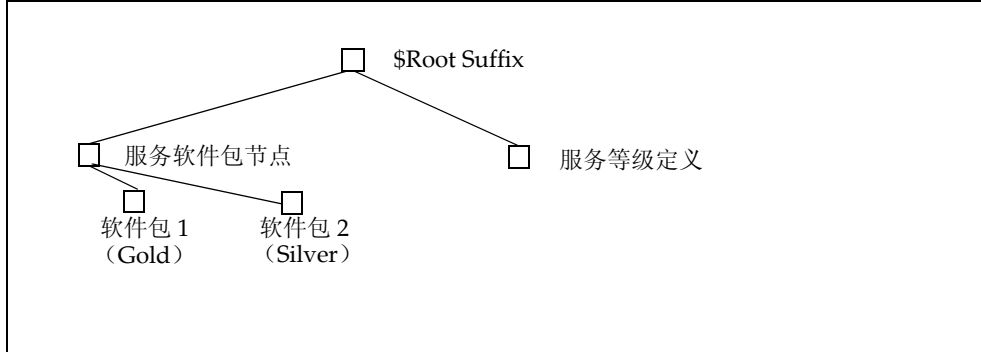 $Root Suffix
服务软件包节点
服务等级定义
软件包 1
（Gold）
软件包 2
（Silver）